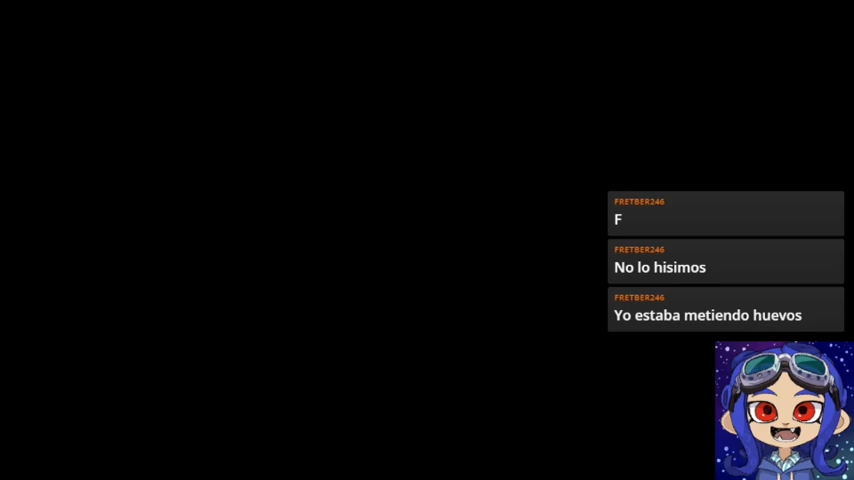 FRETBER246
F
FRETBER246
No lo hisimos
FRETBER246
Yo estaba metiendo huevos